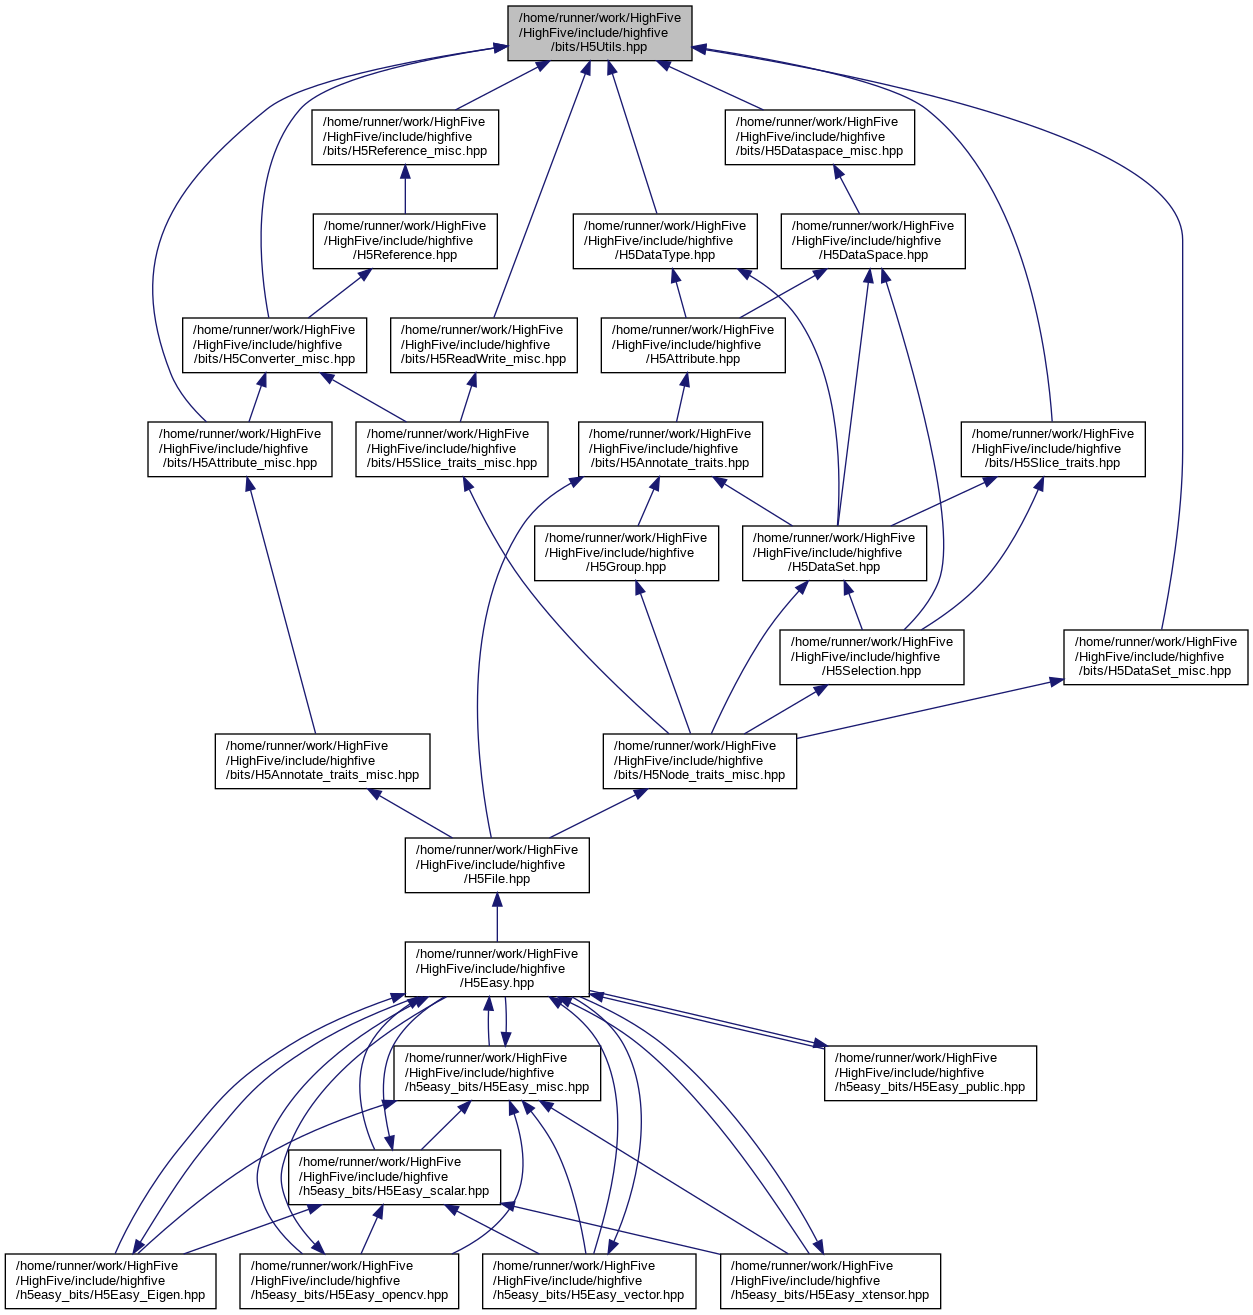 /home/runner/work/HighFive
/HighFive/include/highfive
/bits/H5Utils.hpp
/home/runner/work/HighFive
/HighFive/include/highfive
/bits/H5Reference_misc.hpp
/home/runner/work/HighFive
/HighFive/include/highfive
/bits/H5Dataspace_misc.hpp
/home/runner/work/HighFive
/HighFive/include/highfive
/H5Reference.hpp
/home/runner/work/HighFive
/HighFive/include/highfive
/H5DataType.hpp
/home/runner/work/HighFive
/HighFive/include/highfive
/H5DataSpace.hpp
/home/runner/work/HighFive
/HighFive/include/highfive
/bits/H5Converter_misc.hpp
/home/runner/work/HighFive
/HighFive/include/highfive
/bits/H5ReadWrite_misc.hpp
/home/runner/work/HighFive
/HighFive/include/highfive
/H5Attribute.hpp
/home/runner/work/HighFive
/HighFive/include/highfive
/bits/H5Attribute_misc.hpp
/home/runner/work/HighFive
/HighFive/include/highfive
/bits/H5Slice_traits_misc.hpp
/home/runner/work/HighFive
/HighFive/include/highfive
/bits/H5Annotate_traits.hpp
/home/runner/work/HighFive
/HighFive/include/highfive
/bits/H5Slice_traits.hpp
/home/runner/work/HighFive
/HighFive/include/highfive
/H5Group.hpp
/home/runner/work/HighFive
/HighFive/include/highfive
/H5DataSet.hpp
/home/runner/work/HighFive
/HighFive/include/highfive
/H5Selection.hpp
/home/runner/work/HighFive
/HighFive/include/highfive
/bits/H5DataSet_misc.hpp
/home/runner/work/HighFive
/HighFive/include/highfive
/bits/H5Annotate_traits_misc.hpp
/home/runner/work/HighFive
/HighFive/include/highfive
/bits/H5Node_traits_misc.hpp
/home/runner/work/HighFive
/HighFive/include/highfive
/H5File.hpp
/home/runner/work/HighFive
/HighFive/include/highfive
/H5Easy.hpp
/home/runner/work/HighFive
/HighFive/include/highfive
/h5easy_bits/H5Easy_misc.hpp
/home/runner/work/HighFive
/HighFive/include/highfive
/h5easy_bits/H5Easy_public.hpp
/home/runner/work/HighFive
/HighFive/include/highfive
/h5easy_bits/H5Easy_scalar.hpp
/home/runner/work/HighFive
/HighFive/include/highfive
/h5easy_bits/H5Easy_Eigen.hpp
/home/runner/work/HighFive
/HighFive/include/highfive
/h5easy_bits/H5Easy_opencv.hpp
/home/runner/work/HighFive
/HighFive/include/highfive
/h5easy_bits/H5Easy_vector.hpp
/home/runner/work/HighFive
/HighFive/include/highfive
/h5easy_bits/H5Easy_xtensor.hpp